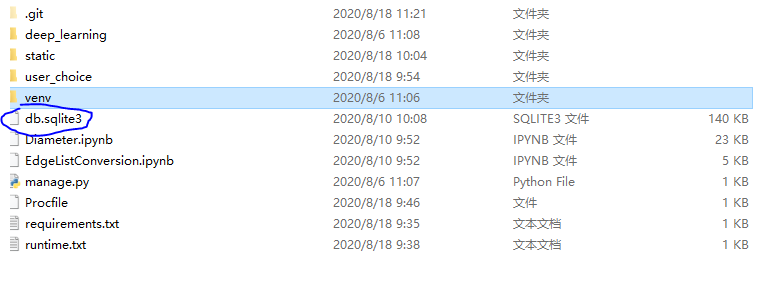 .git 2020/8/18 11:21 文件夹
deep_learning 2020/8/6 11:08 文件夹
static 2020/8/18 10:04 文件夹
user_choice 2020/8/18 9:54 文件夹
venv 2020/8/6 11:06 文件夹
db.sqlite3 2020/8/10 10:08 SQLITE3 文件 140 KB
Diameter.ipynb 2020/8/10 9:52 IPYNB 文件 23 KB
EdgeListConversion.ipynb 2020/8/10 9:52 IPYNB 文件 5 KB
manage.py 2020/8/6 11:07 Python File 1 KB
Procfile 2020/8/18 9:46 文件 1 KB
requirements.txt 2020/8/18 9:35 文本文档 1 KB
runtime.txt 2020/8/18 9:38 文本文档 1 KB